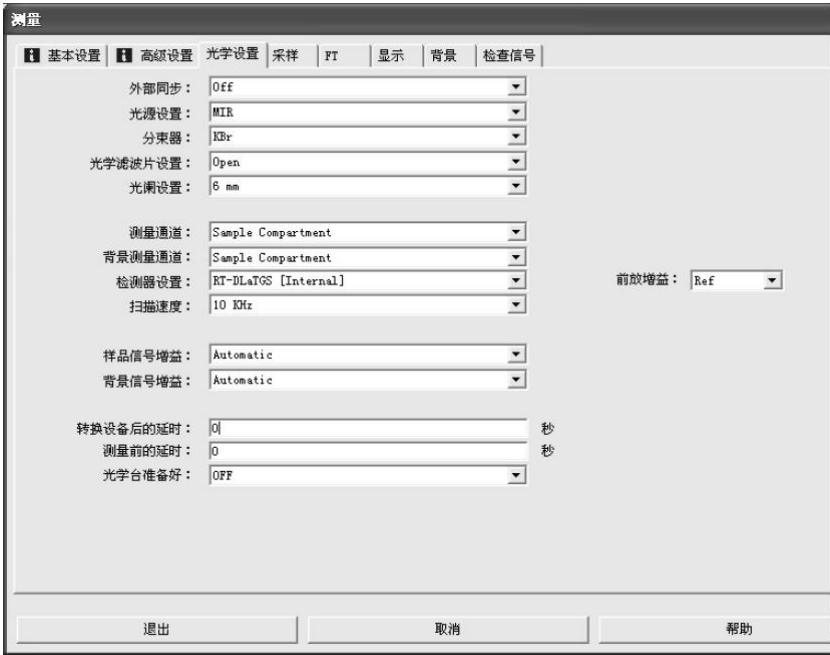 测量
基本设置 高级设置 光学设置 采样 FT 显示 背景 检查信号
外部同步： Off
光源设置： MIR
分束器： KBr
光学滤波片设置： Open
光阑设置： 6 mm
测量通道： Sample Compartment
背景测量通道： Sample Compartment
检测器设置： RT-DLaTGS [Internal] 前放增益： Ref
扫描速度： 10 KHz
样品信号增益： Automatic
背景信号增益： Automatic
转换设备后的延时： 0 秒
测量前的延时： 0 秒
光学台准备好： OFF
退出 取消 帮助